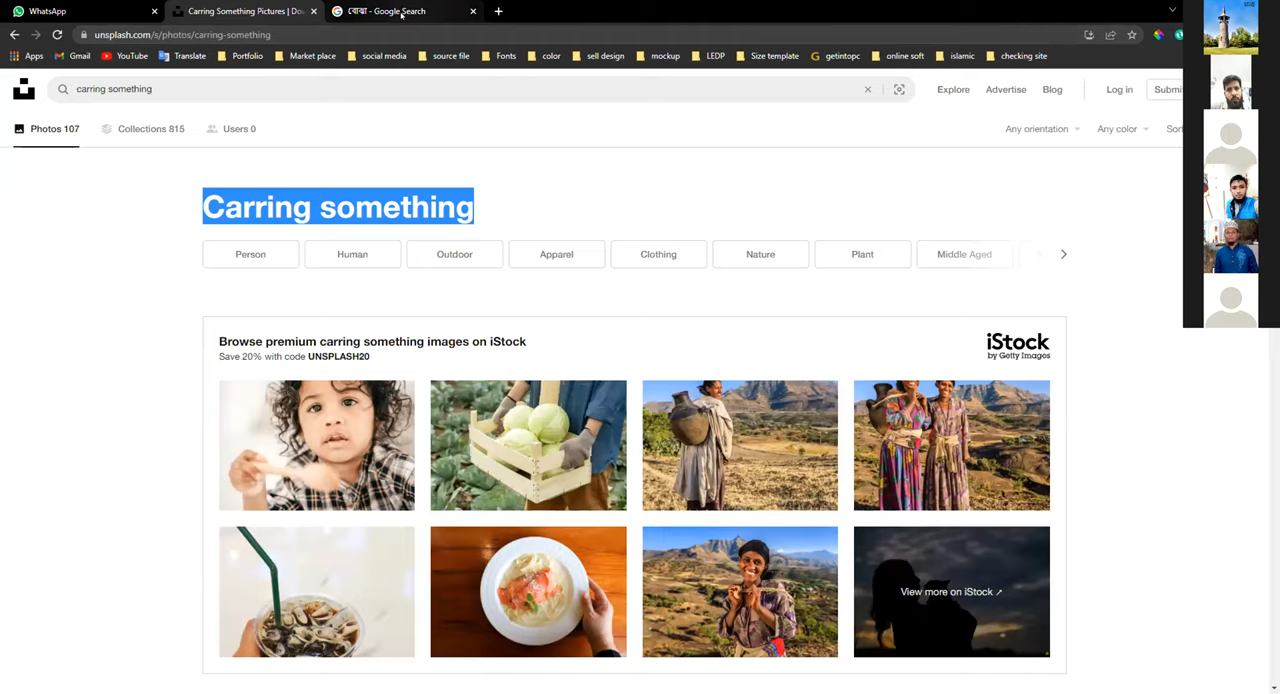 WhatsApp
Carring Something Pictures | Dow
বোঝা - Google Search
unsplash.com/s/photos/carring-something
Apps Gmail YouTube Translate Portfolio Market place social media source file Fonts color sell design mockup LEDP Size template getintopc online soft islamic checking site
carring something
Explore Advertise Blog Log in Submi
Photos 107 Collections 815 Users 0
Any orientation Any color Sort
Carring something
Person Human Outdoor Apparel Clothing Nature Plant Middle Aged
Browse premium carring something images on iStock
Save 20% with code UNSPLASH20
iStock
by Getty Images
View more on iStock ↗